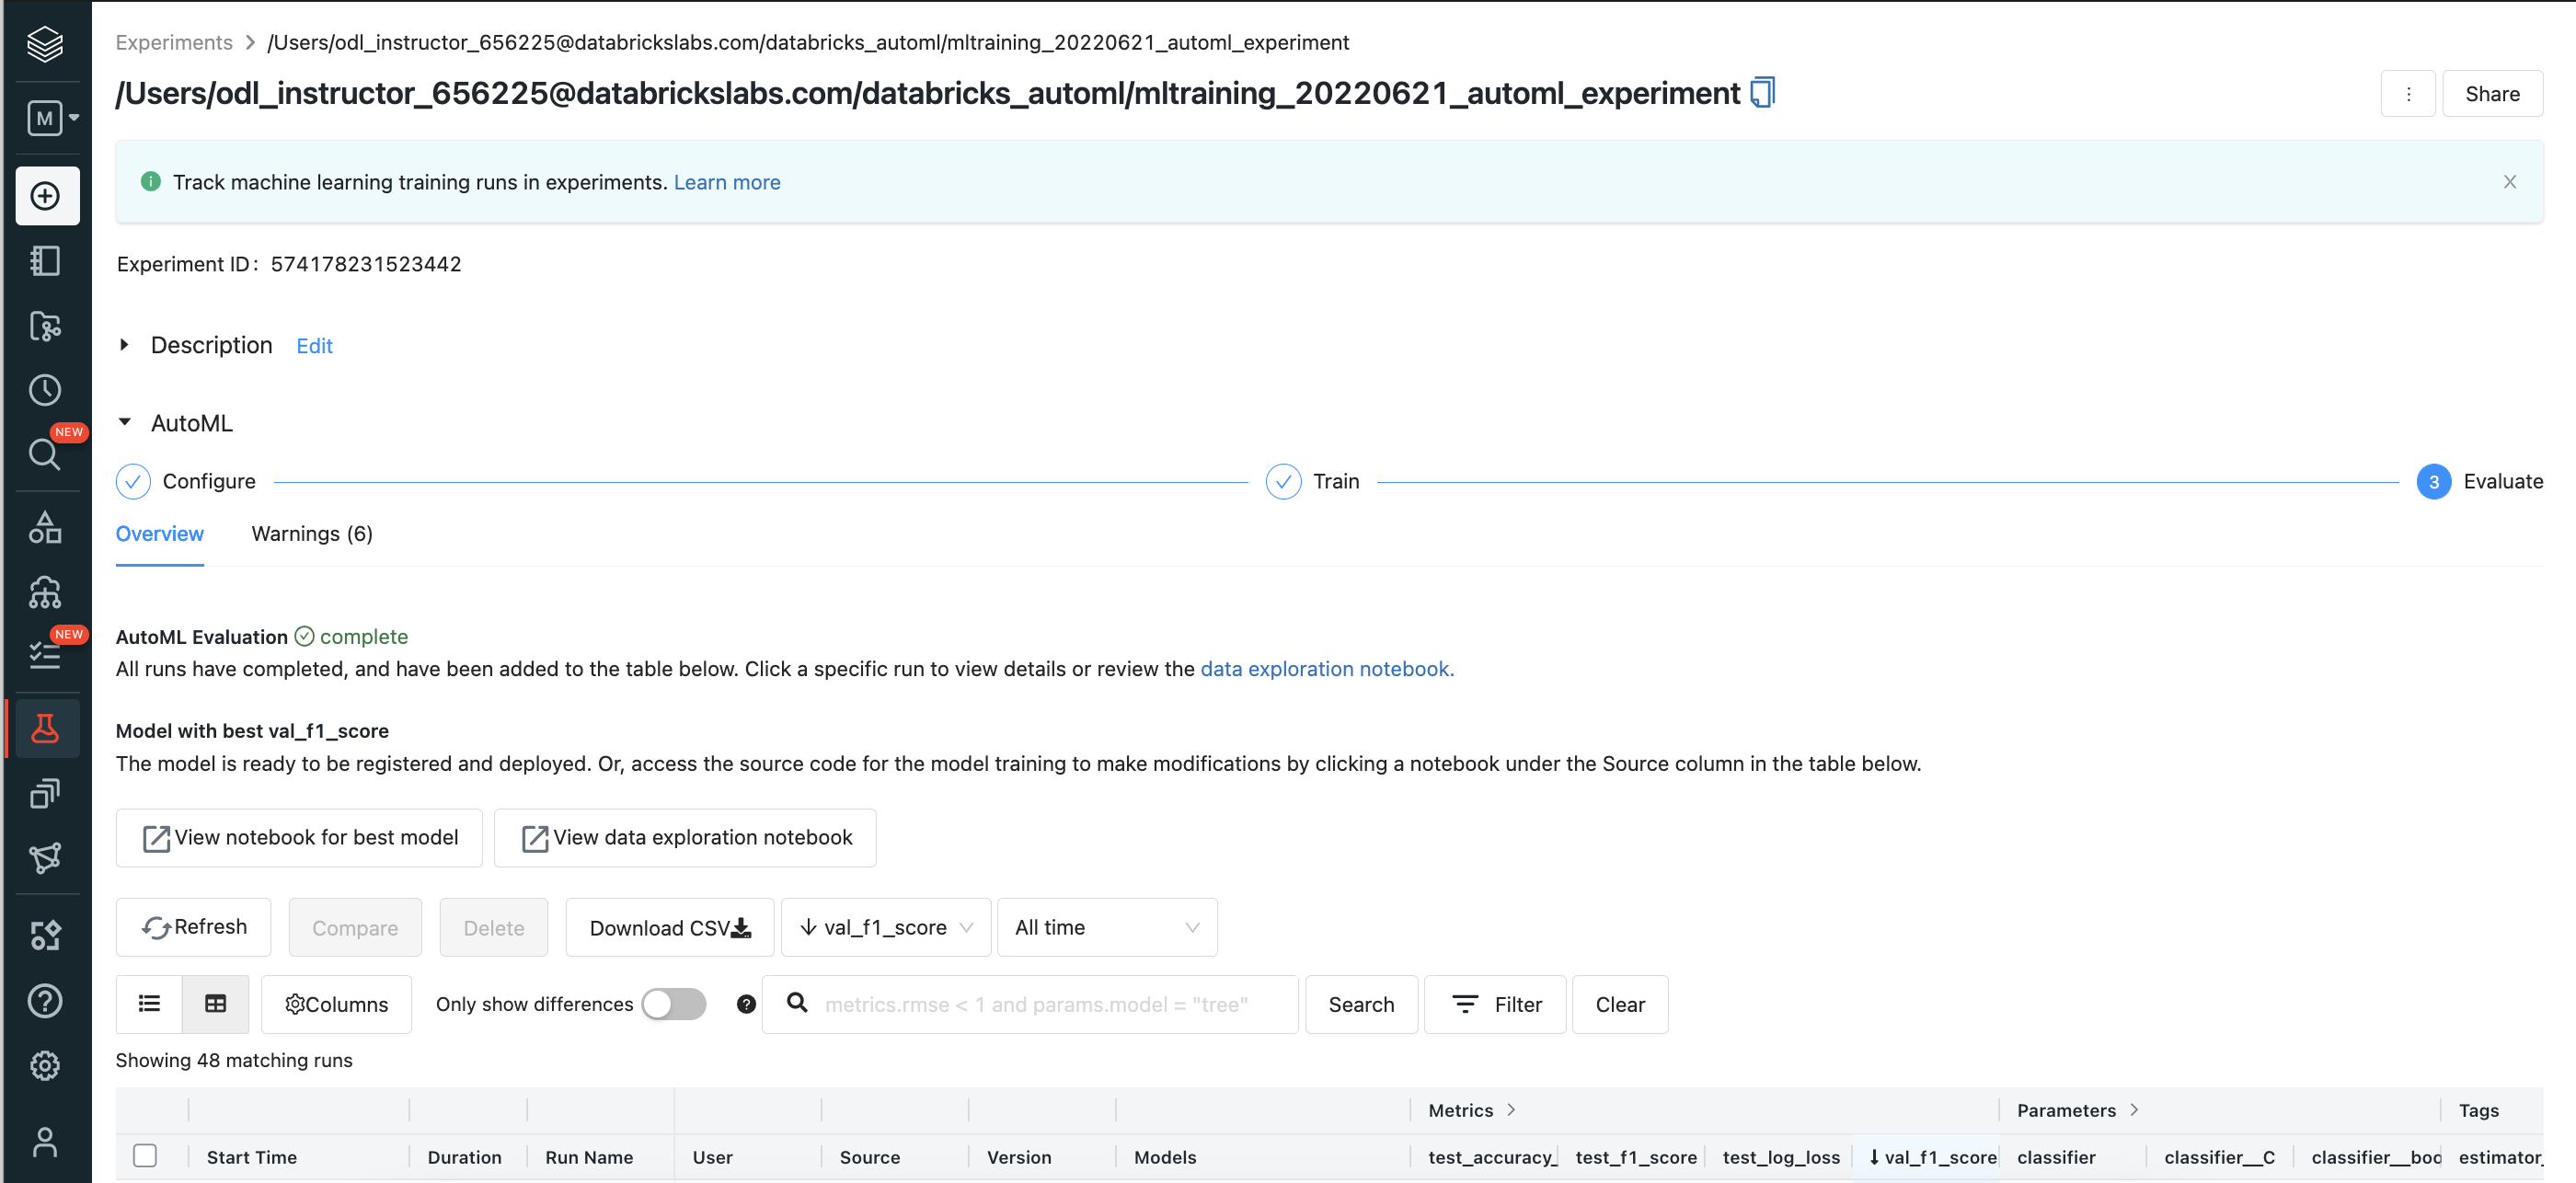 Experiments > /Users/odl_instructor_656225@databrickslabs.com/databricks_automl/mltraining_20220621_automl_experiment
/Users/odl_instructor_656225@databrickslabs.com/databricks_automl/mltraining_20220621_automl_experiment
Share
M
Track machine learning training runs in experiments. Learn more
Experiment ID: 574178231523442
Description Edit
NEW
AutoML
Configure Train 3 Evaluate
Overview Warnings (6)
NEW
AutoML Evaluation complete
All runs have completed, and have been added to the table below. Click a specific run to view details or review the data exploration notebook.
Model with best val_f1_score
The model is ready to be registered and deployed. Or, access the source code for the model training to make modifications by clicking a notebook under the Source column in the table below.
View notebook for best model View data exploration notebook
Refresh Compare Delete Download CSV ↓ val_f1_score All time
Columns Only show differences ? metrics.rmse < 1 and params.model = "tree" Search Filter Clear
Showing 48 matching runs
Metrics > Parameters > Tags
Start Time Duration Run Name User Source Version Models test_accuracy_ test_f1_score test_log_loss ↓ val_f1_score classifier classifier__C classifier__boo estimator_